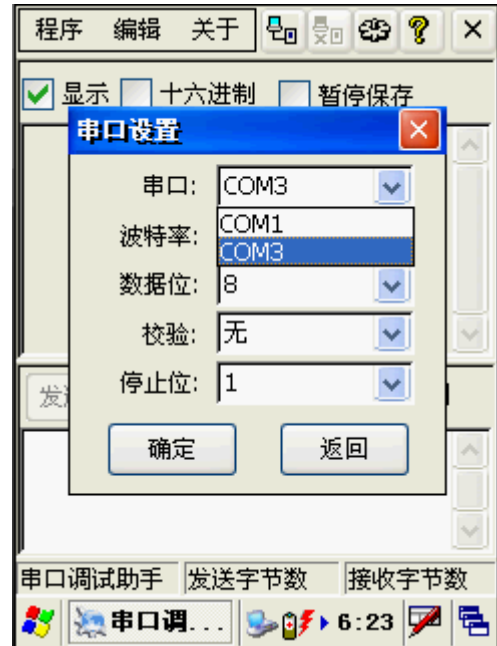 程序 编辑 关于
显示 十六进制 暂停保存
串口设置
串口: COM3
COM1
COM3
波特率:
数据位: 8
校验: 无
停止位: 1
发
确定 返回
串口调试助手 发送字节数 接收字节数
串口调... 6:23